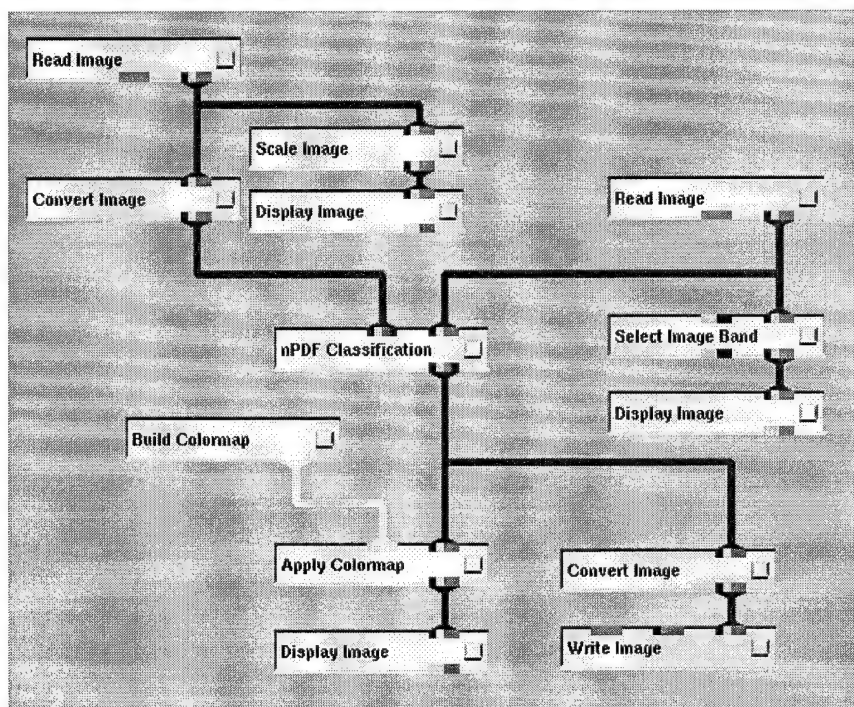 Read Image
Scale Image
Convert Image
Display Image
Read Image
nPDF Classification
Select Image Band
Display Image
Build Colormap
Apply Colormap
Convert Image
Display Image
Write Image